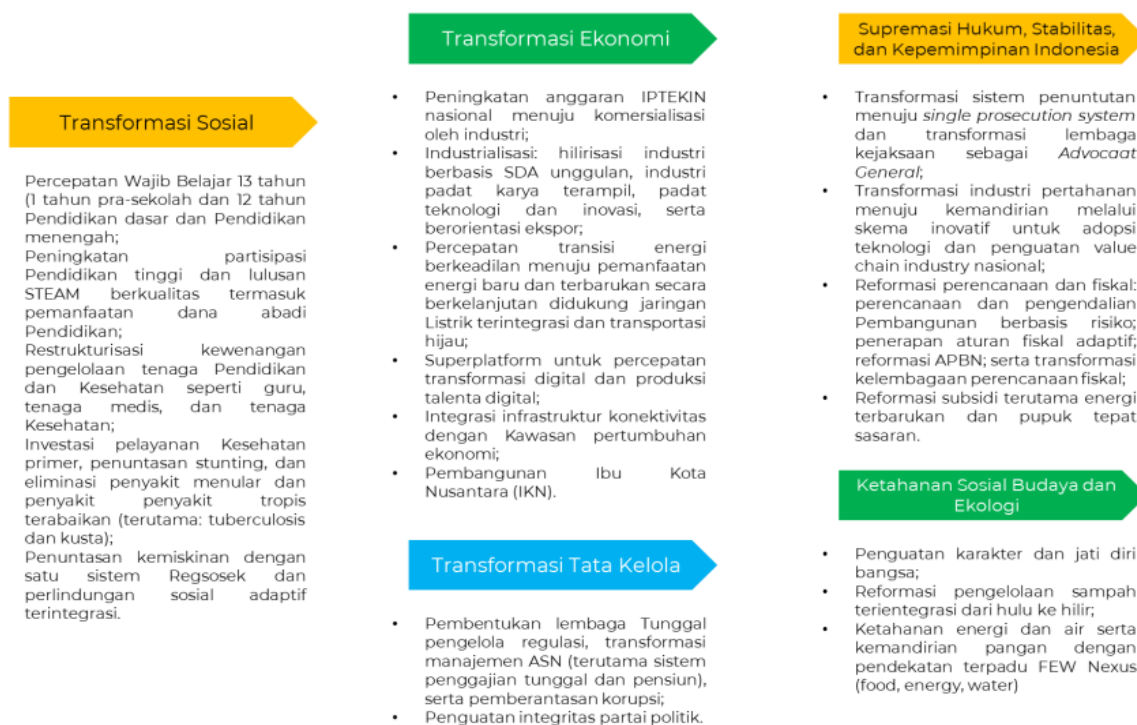 Transformasi Sosial
Percepatan Wajib Belajar 13 tahun
(1 tahun pra-sekolah dan 12 tahun
Pendidikan dasar dan Pendidikan
menengah;
Peningkatan partisipasi
Pendidikan tinggi dan lulusan
STEAM berkualitas termasuk
pemanfaatan dana abadi
Pendidikan;
Restrukturisasi kewenangan
pengelolaan tenaga Pendidikan
dan Kesehatan seperti guru,
tenaga medis, dan tenaga
Kesehatan;
Investasi pelayanan Kesehatan
primer, penuntasan stunting, dan
eliminasi penyakit menular dan
penyakit penyakit tropis
terabaikan (terutama: tuberculosis
dan kusta);
Penuntasan kemiskinan dengan
satu sistem Regsosek dan
perlindungan sosial adaptif
terintegrasi.
Transformasi Ekonomi
• Peningkatan anggaran IPTEKIN
nasional menuju komersialisasi
oleh industri;
• Industrialisasi: hilirisasi industri
berbasis SDA unggulan, industri
padat karya terampil, padat
teknologi dan inovasi, serta
berorientasi ekspor;
• Percepatan transisi energi
berkeadilan menuju pemanfaatan
energi baru dan terbarukan secara
berkelanjutan didukung jaringan
Listrik terintegrasi dan transportasi
hijau;
• Superplatform untuk percepatan
transformasi digital dan produksi
talenta digital;
• Integrasi infrastruktur konektivitas
dengan Kawasan pertumbuhan
ekonomi;
• Pembangunan Ibu Kota
Nusantara (IKN).
Transformasi Tata Kelola
• Pembentukan lembaga Tunggal
pengelola regulasi, transformasi
manajemen ASN (terutama sistem
penggajian tunggal dan pensiun),
serta pemberantasan korupsi;
• Penguatan integritas partai politik.
Supremasi Hukum, Stabilitas,
dan Kepemimpinan Indonesia
• Transformasi sistem penuntutan
menuju single prosecution system
dan transformasi lembaga
kejaksaan sebagai Advocaat
General;
• Transformasi industri pertahanan
menuju kemandirian melalui
skema inovatif untuk adopsi
teknologi dan penguatan value
chain industry nasional;
• Reformasi perencanaan dan fiskal:
perencanaan dan pengendalian
Pembangunan berbasis risiko;
penerapan aturan fiskal adaptif;
reformasi APBN; serta transformasi
kelembagaan perencanaan fiskal;
• Reformasi subsidi terutama energi
terbarukan dan pupuk tepat
sasaran.
Ketahanan Sosial Budaya dan
Ekologi
• Penguatan karakter dan jati diri
bangsa;
• Reformasi pengelolaan sampah
terientegrasi dari hulu ke hilir;
• Ketahanan energi dan air serta
kemandirian pangan dengan
pendekatan terpadu FEW Nexus
(food, energy, water)